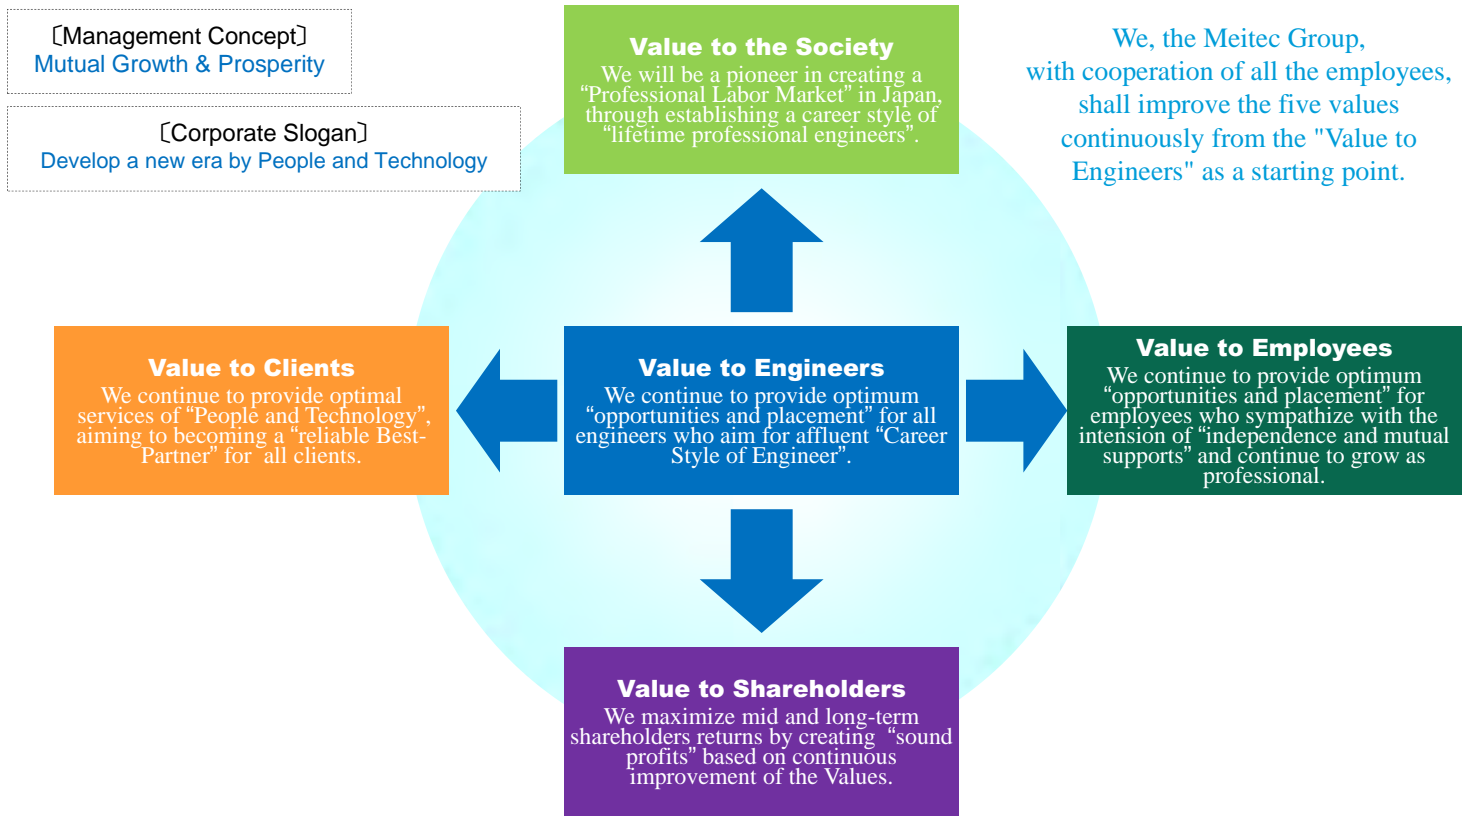 〔Management Concept〕
Mutual Growth & Prosperity
〔Corporate Slogan〕
Develop a new era by People and Technology
Value to the Society
We will be a pioneer in creating a
“Professional Labor Market” in Japan,
through establishing a career style of
“lifetime professional engineers”.
We, the Meitec Group,
with cooperation of all the employees,
shall improve the five values
continuously from the "Value to
Engineers" as a starting point.
Value to Clients
We continue to provide optimal
services of “People and Technology”,
aiming to becoming a “reliable Best-
Partner” for all clients.
Value to Engineers
We continue to provide optimum
“opportunities and placement” for all
engineers who aim for affluent “Career
Style of Engineer”.
Value to Employees
We continue to provide optimum
“opportunities and placement” for
employees who sympathize with the
intension of “independence and mutual
supports” and continue to grow as
professional.
Value to Shareholders
We maximize mid and long-term
shareholders returns by creating “sound
profits” based on continuous
improvement of the Values.